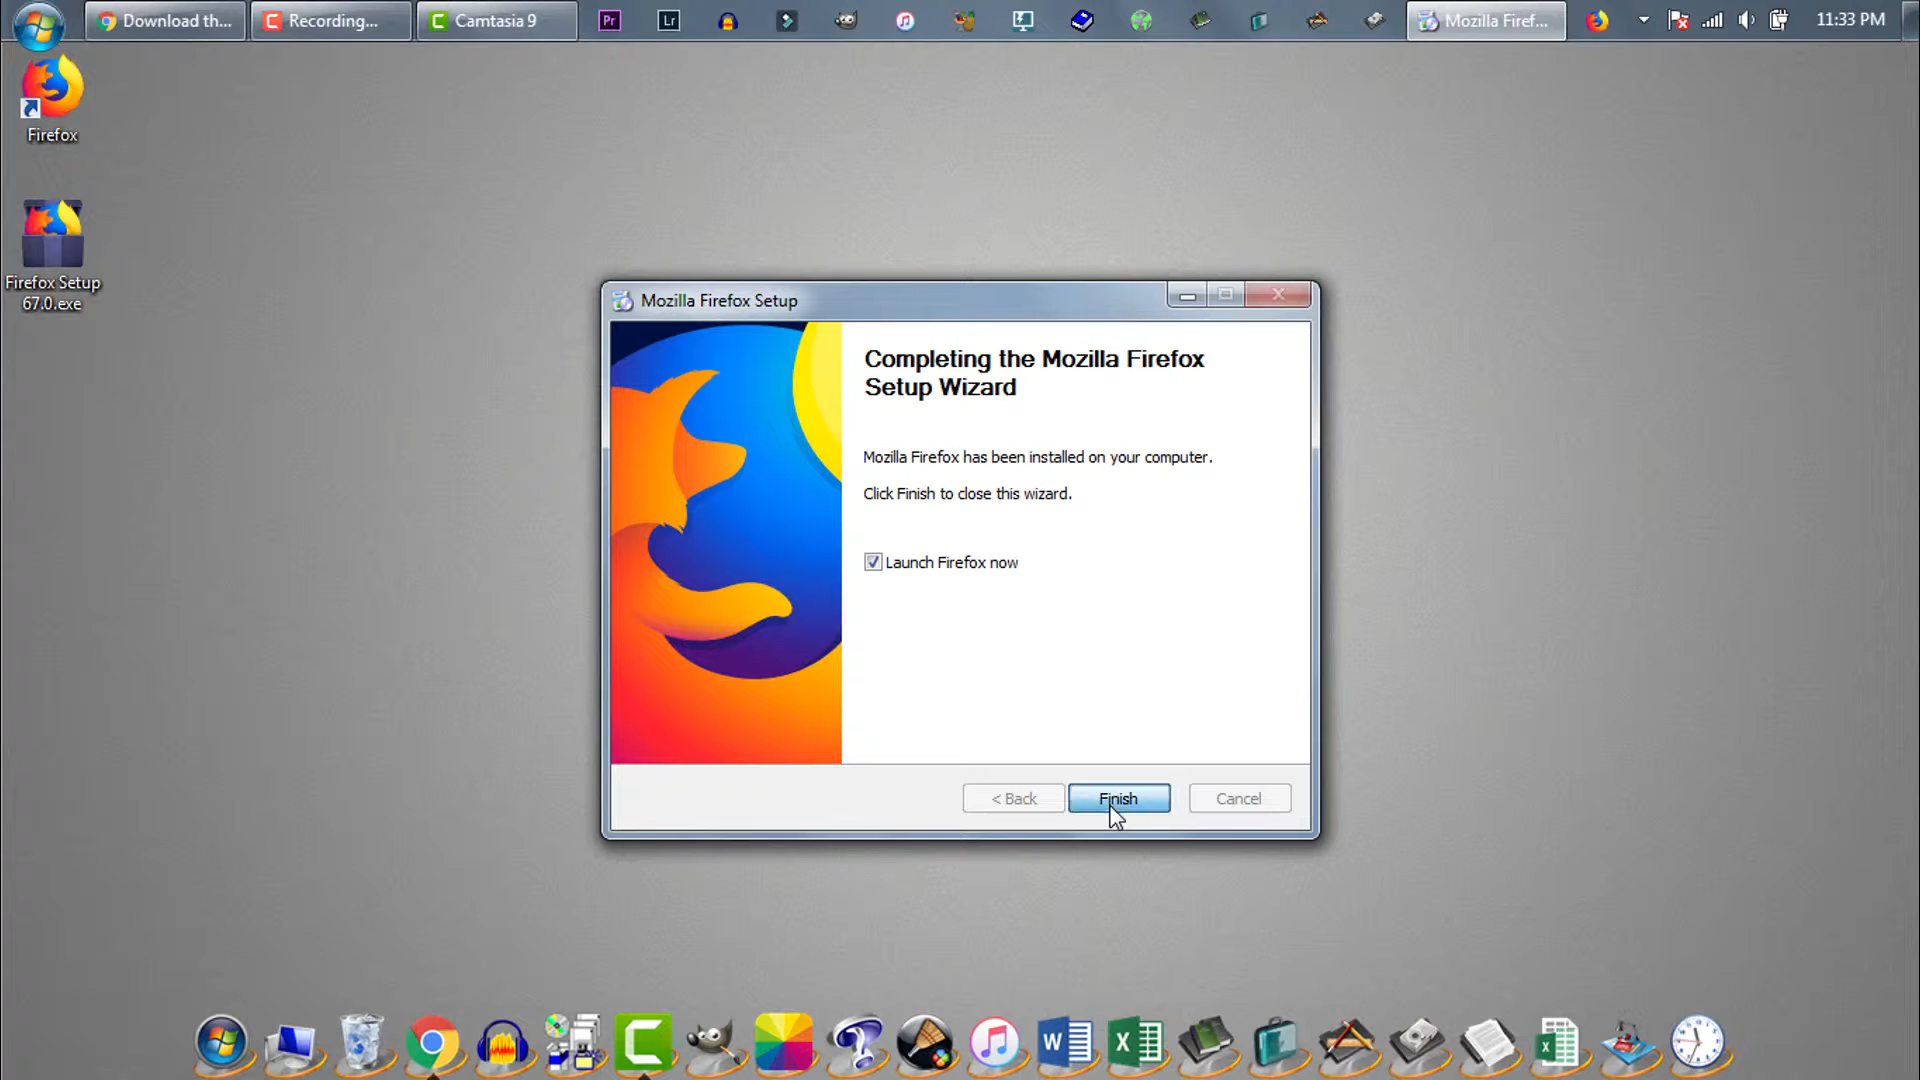 Download th...
Recording...
Camtasia 9
Pr
Lr
Mozilla Firef...
11:33 PM
Firefox
Firefox Setup
67.0.exe
Mozilla Firefox Setup
Completing the Mozilla Firefox
Setup Wizard
Mozilla Firefox has been installed on your computer.
Click Finish to close this wizard.
Launch Firefox now
< Back
Finish
Cancel